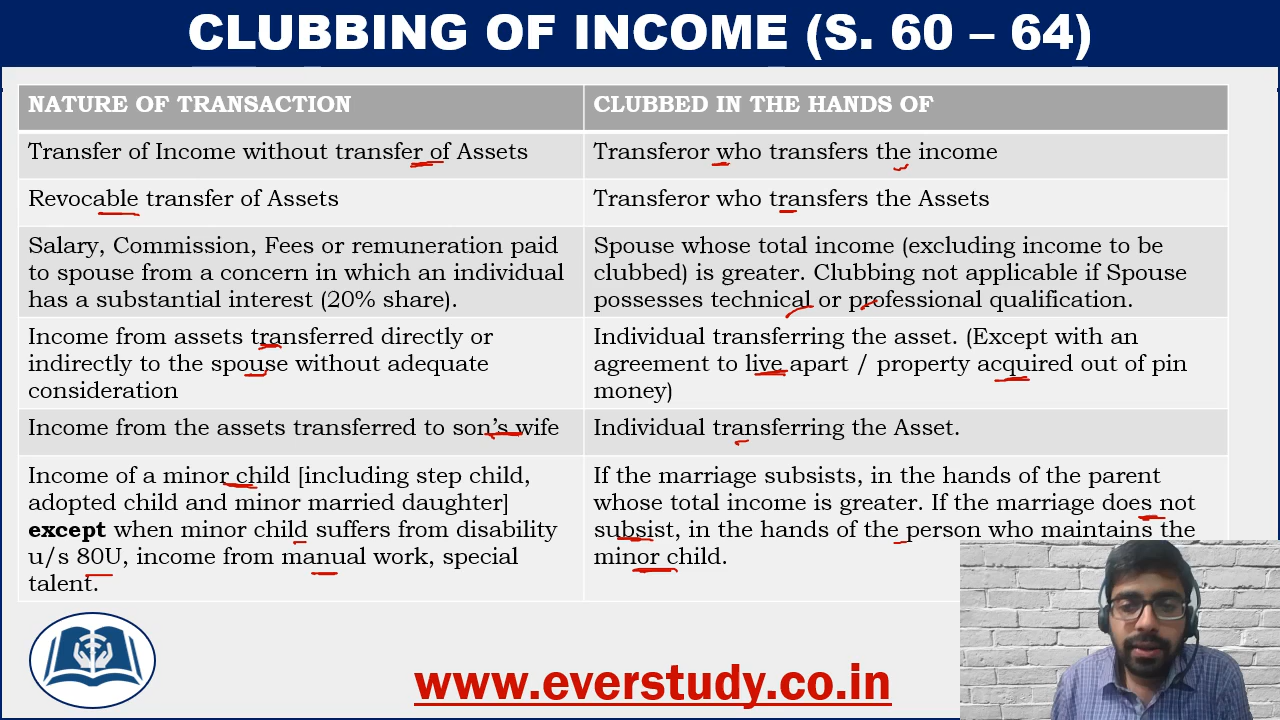 CLUBBING OF INCOME (S. 60 – 64)
NATURE OF TRANSACTION
CLUBBED IN THE HANDS OF
Transfer of Income without transfer of Assets
Transferor who transfers the income
Revocable transfer of Assets
Transferor who transfers the Assets
Salary, Commission, Fees or remuneration paid
to spouse from a concern in which an individual
has a substantial interest (20% share).
Spouse whose total income (excluding income to be
clubbed) is greater. Clubbing not applicable if Spouse
possesses technical or professional qualification.
Income from assets transferred directly or
indirectly to the spouse without adequate
consideration
Individual transferring the asset. (Except with an
agreement to live apart / property acquired out of pin
money)
Income from the assets transferred to son's wife
Individual transferring the Asset.
Income of a minor child [including step child,
adopted child and minor married daughter]
except when minor child suffers from disability
u/s 80U, income from manual work, special
talent.
If the marriage subsists, in the hands of the parent
whose total income is greater. If the marriage does not
subsist, in the hands of the person who maintains the
minor child.
www.everstudy.co.in